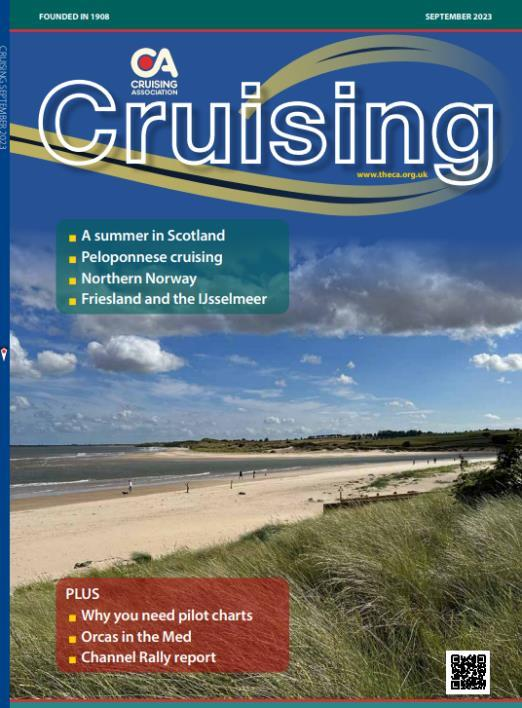 FOUNDED IN 1908
SEPTEMBER 2023
CRUISING SEPTEMBER 2023
CA
CRUISING
ASSOCIATION
Cruising
www.theca.org.uk
A summer in Scotland
Peloponnese cruising
Northern Norway
Friesland and the IJsselmeer
PLUS
Why you need pilot charts
Orcas in the Med
Channel Rally report